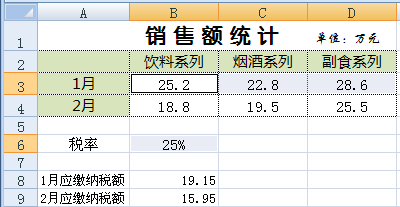 A B C D
1 销售额统计 单位：万元
2 饮料系列 烟酒系列 副食系列
3 1月 25.2 22.8 28.6
4 2月 18.8 19.5 25.5
5
6 税率 25%
7
8 1月应缴纳税额 19.15
9 2月应缴纳税额 15.95